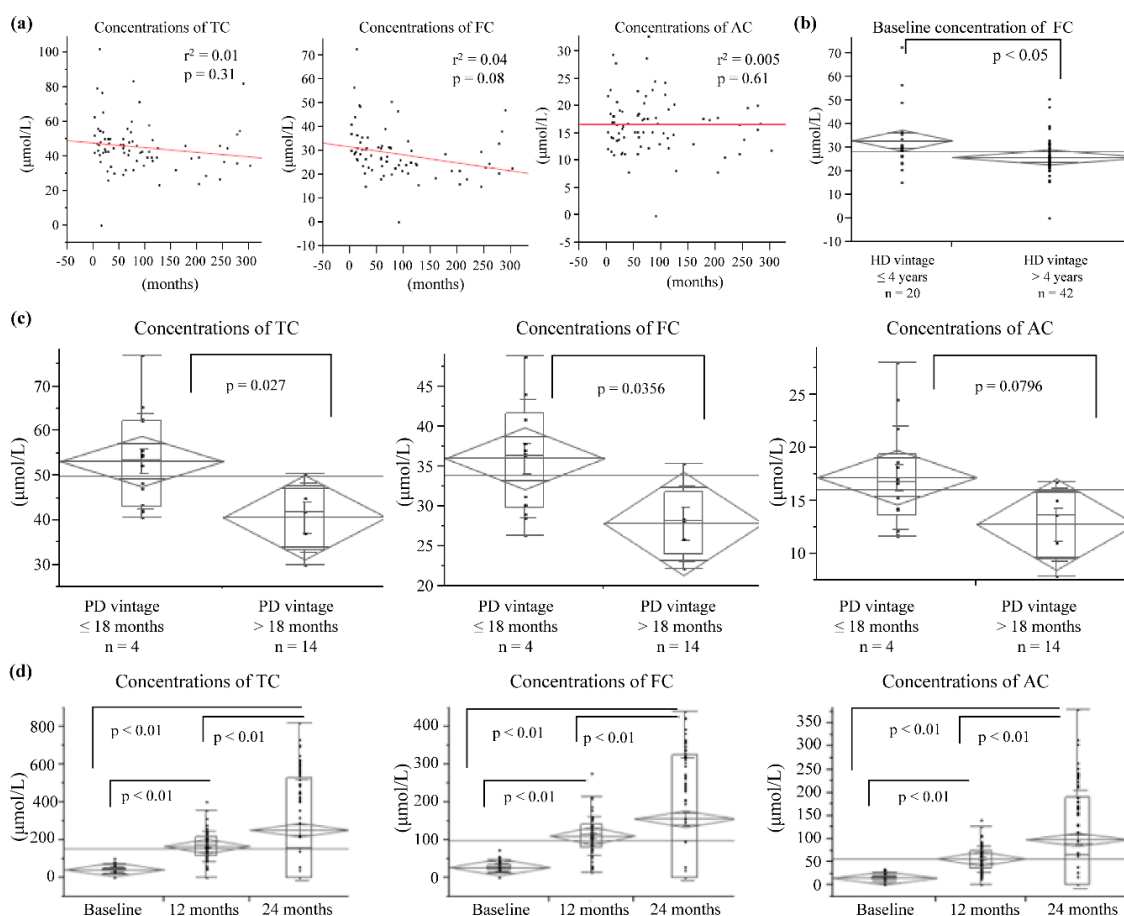 (a)
Concentrations of TC
r² = 0.01
p = 0.31
(μmol/L)
100
80
60
40
20
0
-50 0 50 100 150 200 250 300
(months)
Concentrations of FC
r² = 0.04
p = 0.08
(μmol/L)
70
60
50
40
30
20
10
0
-10
-50 0 50 100 150 200 250 300
(months)
Concentrations of AC
r² = 0.005
p = 0.61
(μmol/L)
30
25
20
15
10
5
0
-5
-50 0 50 100 150 200 250 300
(months)
(b)
Baseline concentration of FC
p < 0.05
(μmol/L)
70
60
50
40
30
20
10
0
-10
HD vintage
≤ 4 years
n = 20
HD vintage
> 4 years
n = 42
(c)
Concentrations of TC
p = 0.027
(μmol/L)
70
60
50
40
30
PD vintage
≤ 18 months
n = 4
PD vintage
> 18 months
n = 14
Concentrations of FC
p = 0.0356
(μmol/L)
45
40
35
30
25
20
PD vintage
≤ 18 months
n = 4
PD vintage
> 18 months
n = 14
Concentrations of AC
p = 0.0796
(μmol/L)
25
20
15
10
PD vintage
≤ 18 months
n = 4
PD vintage
> 18 months
n = 14
(d)
Concentrations of TC
p < 0.01
p < 0.01
p < 0.01
(μmol/L)
800
600
400
200
0
Baseline 12 months 24 months
Concentrations of FC
p < 0.01
p < 0.01
p < 0.01
(μmol/L)
400
300
200
100
0
Baseline 12 months 24 months
Concentrations of AC
p < 0.01
p < 0.01
p < 0.01
(μmol/L)
350
300
250
200
150
100
50
0
Baseline 12 months 24 months